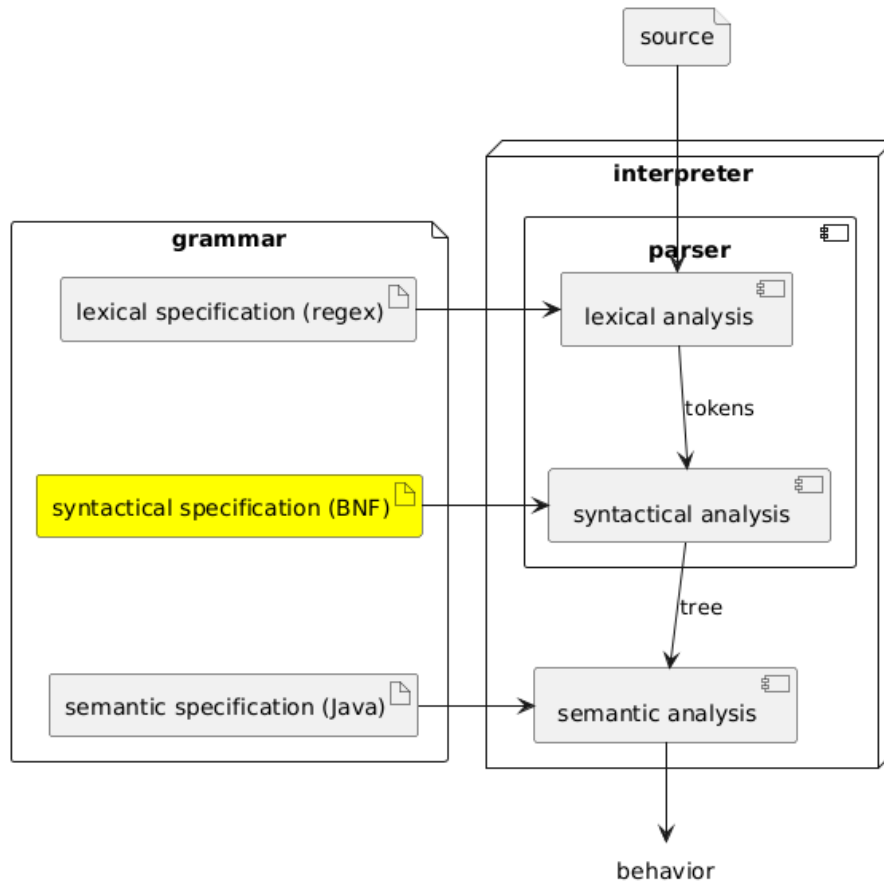 source
interpreter
grammar
parser
lexical specification (regex)
lexical analysis
tokens
syntactical specification (BNF)
syntactical analysis
tree
semantic specification (Java)
semantic analysis
behavior